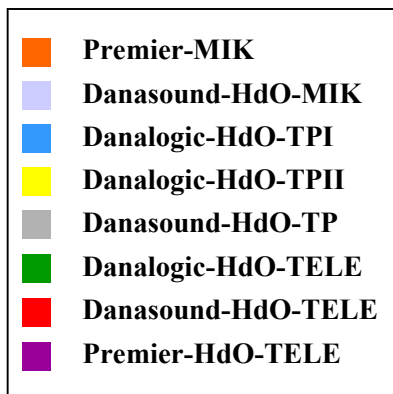 Premier-MIK
Danasound-HdO-MIK
Danalogic-HdO-TPI
Danalogic-HdO-TPII
Danasound-HdO-TP
Danalogic-HdO-TELE
Danasound-HdO-TELE
Premier-HdO-TELE